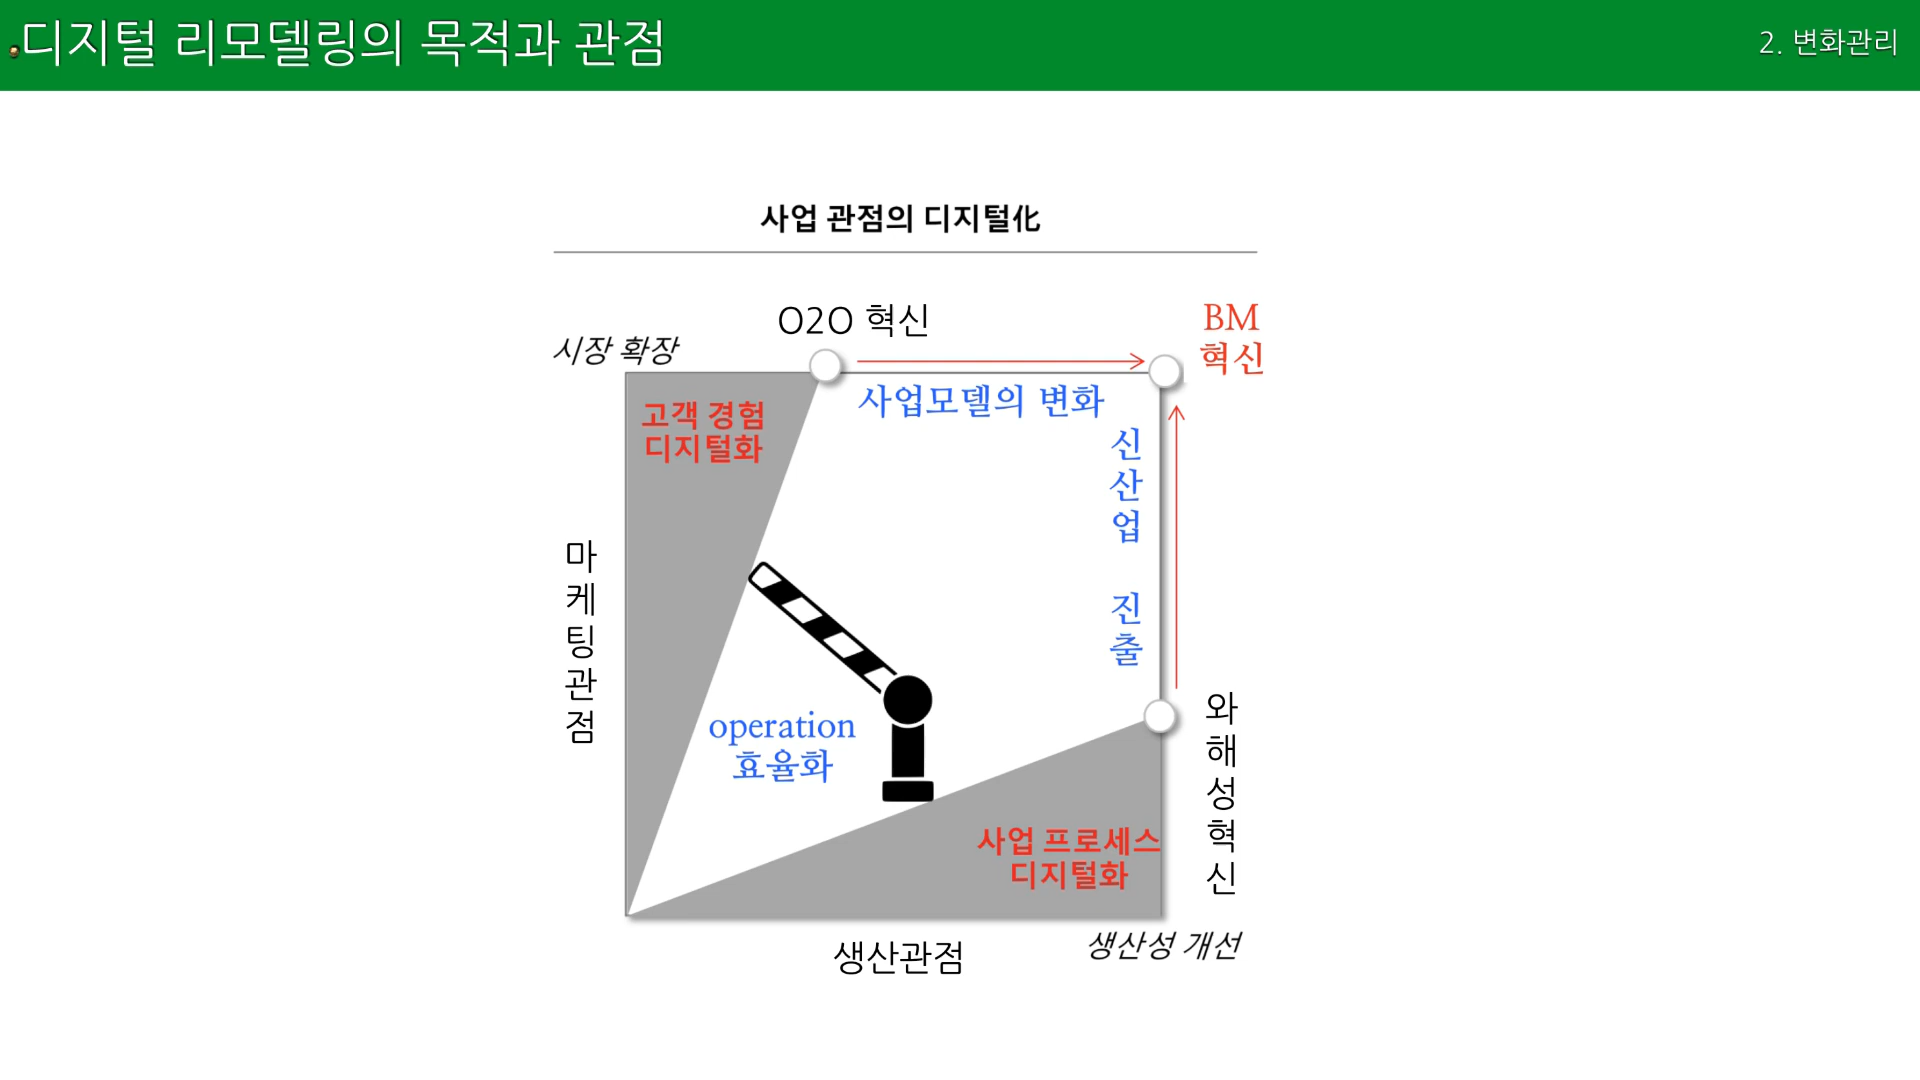 디지털 리모델링의 목적과 관점
2. 변화관리
사업 관점의 디지털化
O2O 혁신
BM
혁신
시장 확장
사업모델의 변화
고객 경험
디지털화
신산업 진출
마케팅관점
operation
효율화
와해성혁신
사업 프로세스
디지털화
생산관점
생산성 개선